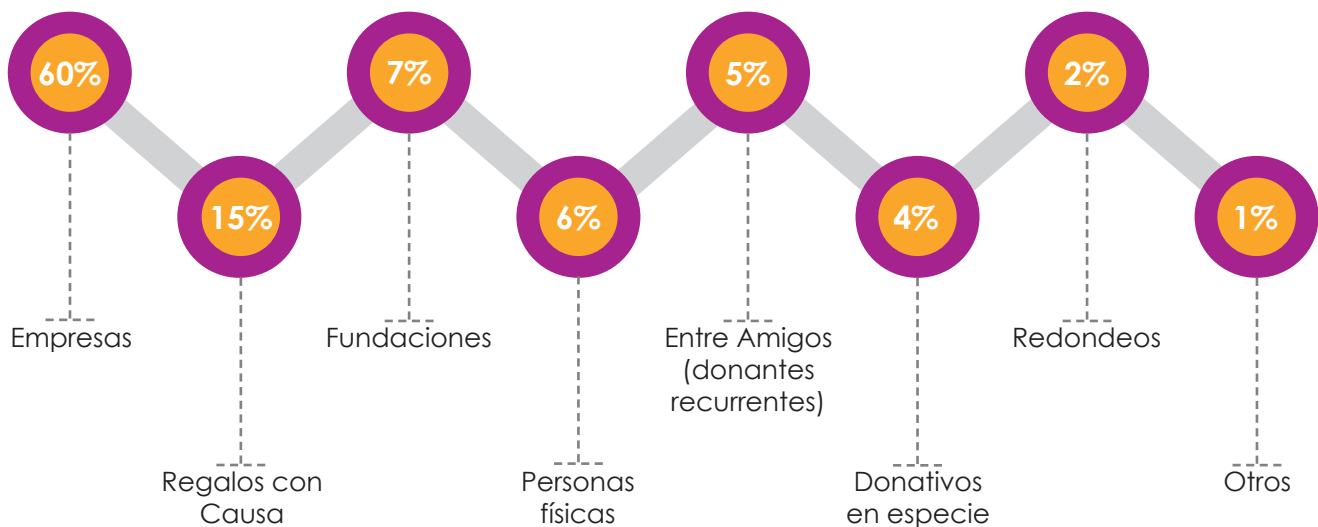 60%
7%
5%
2%
15%
6%
4%
1%
Empresas
Fundaciones
Entre Amigos
(donantes
recurrentes)
Redondeos
Regalos con
Causa
Personas
físicas
Donativos
en especie
Otros